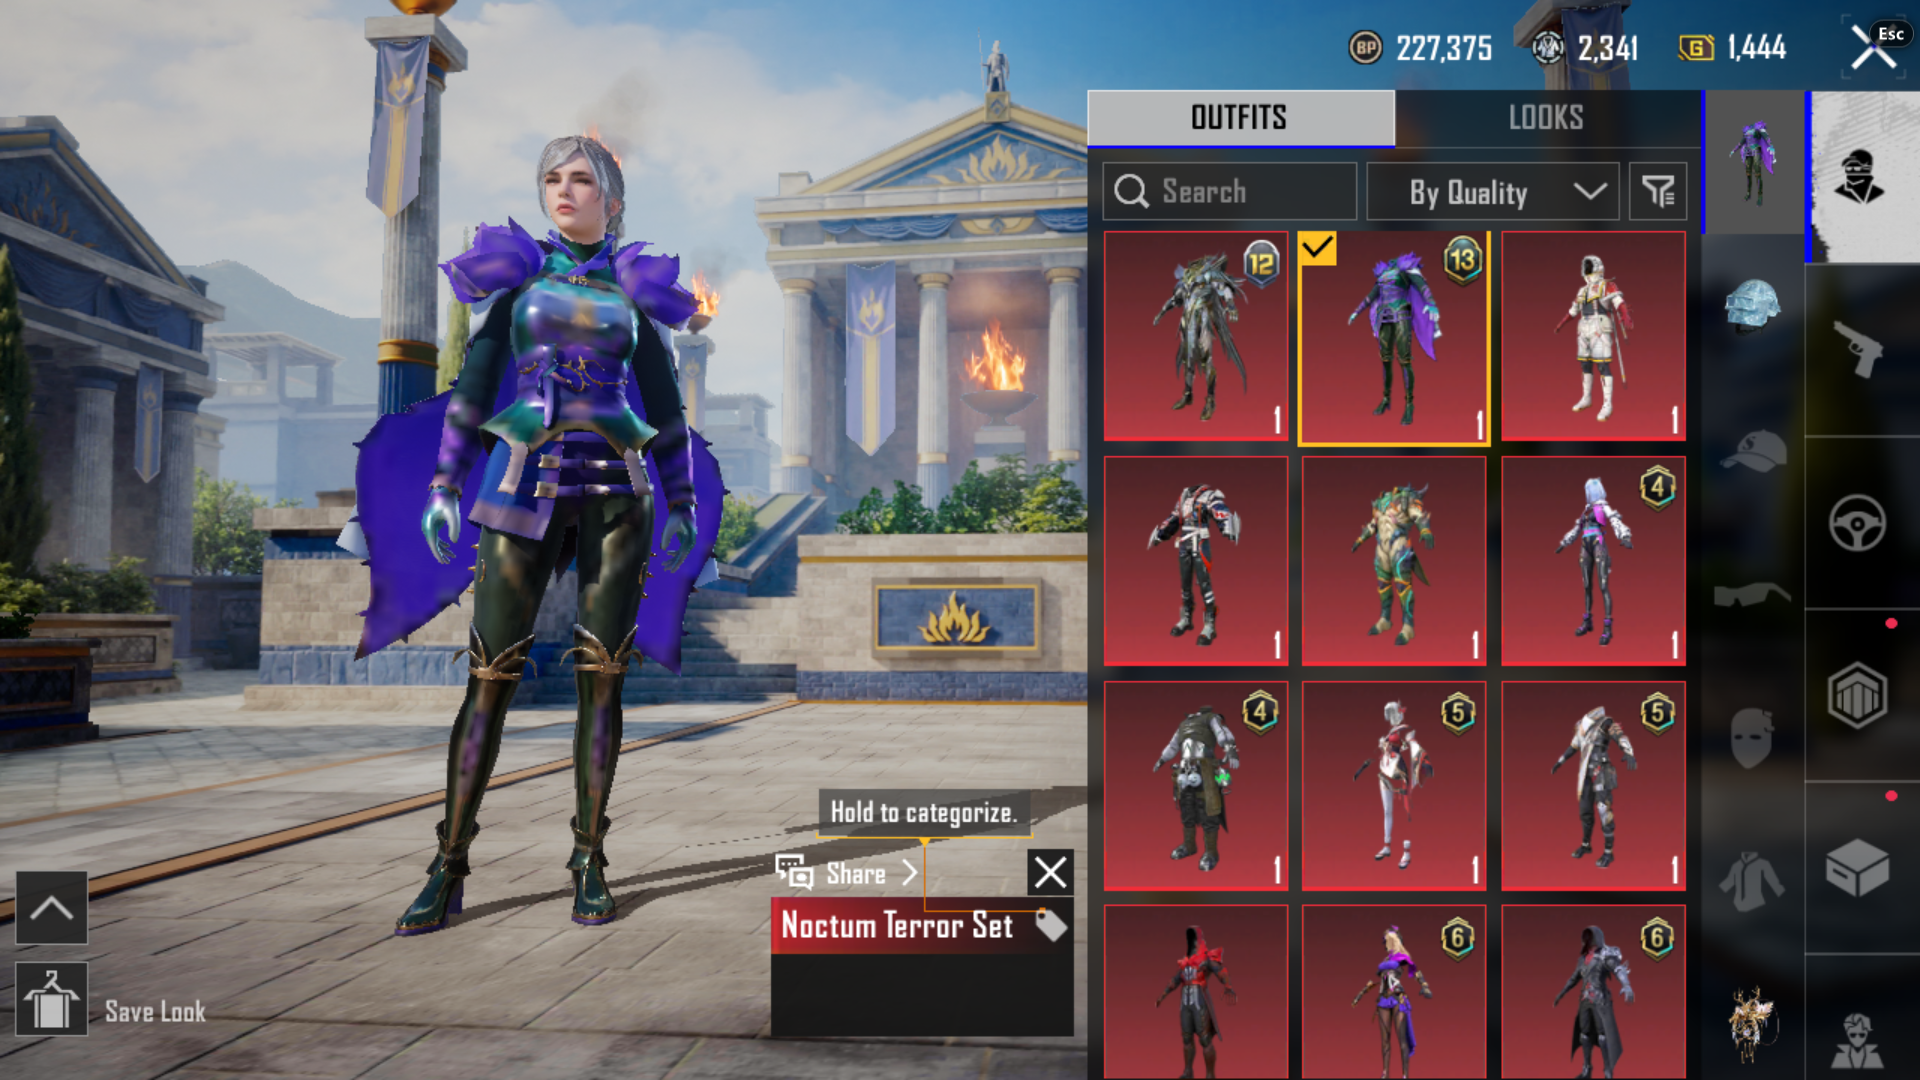 BP 227,375 2,341 G 1,444 Esc
OUTFITS LOOKS
Search By Quality
12 13
1 1 1
4
1 1 1
4 5 5
1 1 1
6 6
Hold to categorize.
Share
Noctum Terror Set
Save Look